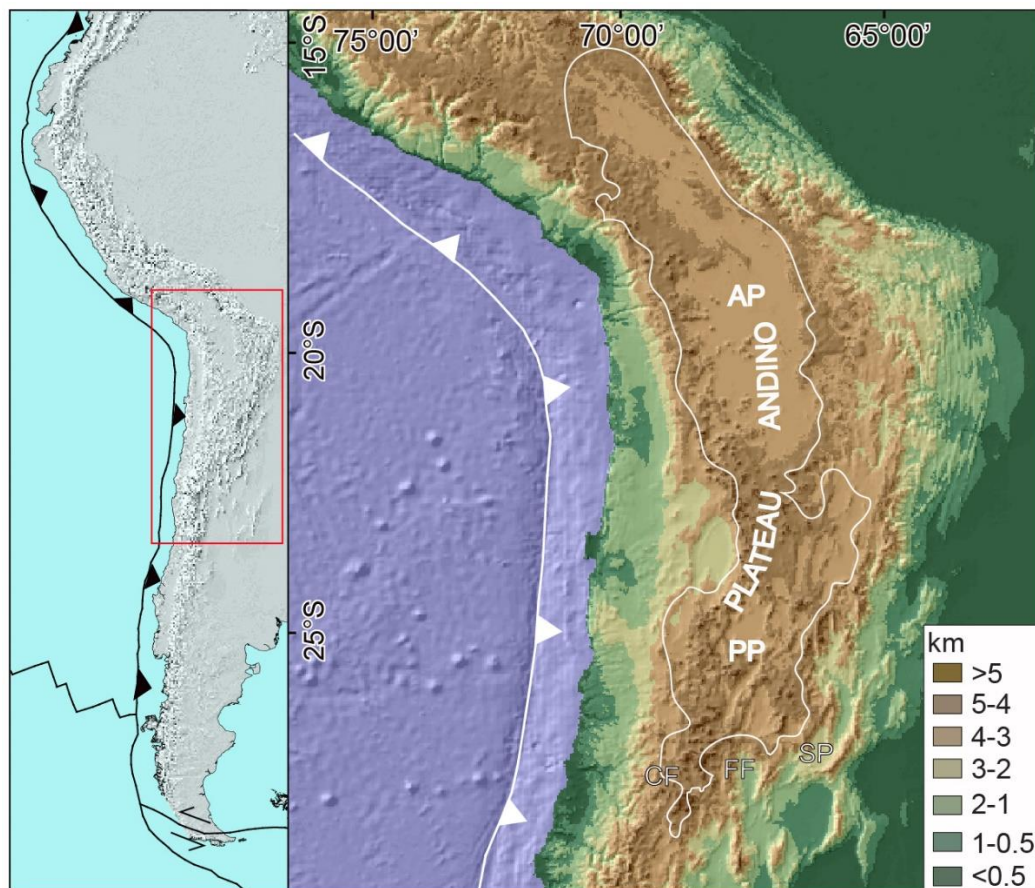 75°00'
70°00'
65°00'
15°S
20°S
25°S
AP
ANDINO
PLATEAU
PP
CF
FF
SP
km
>5
5-4
4-3
3-2
2-1
1-0.5
<0.5